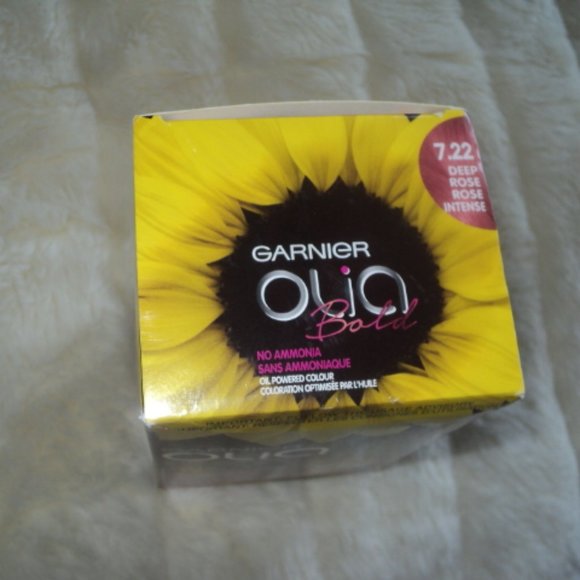 7.22
DEEP
ROSE
ROSE
INTENSE
GARNIER
OLIA
Bold
NO AMMONIA
SANS AMMONIAQUE
OIL POWERED COLOUR
COLORATION OPTIMISÉE PAR L'HUILE
OLIA